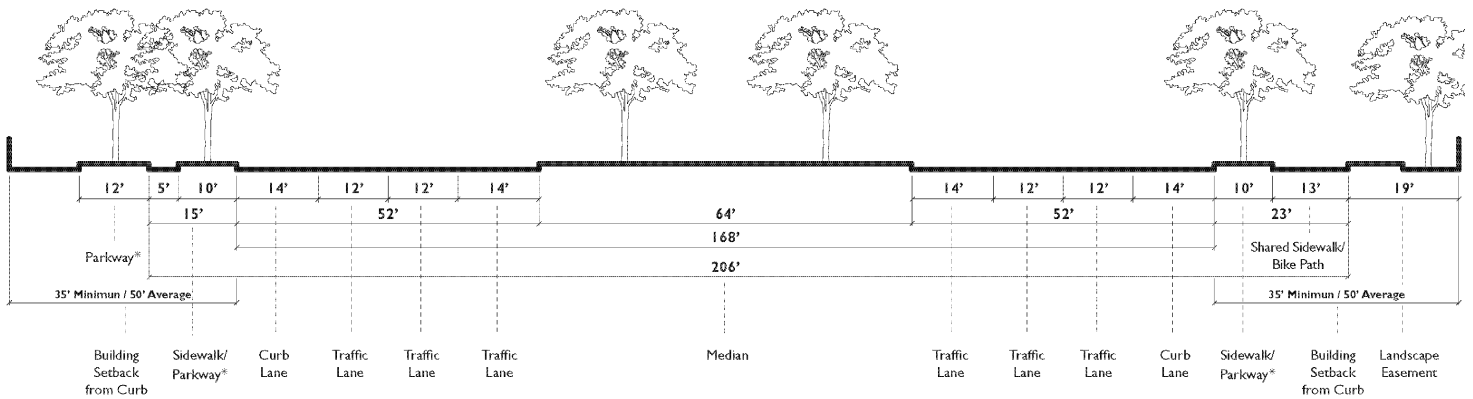 12' 5' 10' 14' 12' 12' 14' 14' 12' 12' 14' 10' 13' 19'
15' 52' 64' 52' 23'
168'
Parkway*
Shared Sidewalk/
Bike Path
206'
35' Minimun / 50' Average
35' Minimun / 50' Average
Building
Setback
from Curb
Sidewalk/
Parkway*
Curb
Lane
Traffic
Lane
Traffic
Lane
Traffic
Lane
Median
Traffic
Lane
Traffic
Lane
Traffic
Lane
Curb
Lane
Sidewalk/
Parkway*
Building
Setback
from Curb
Landscape
Easement